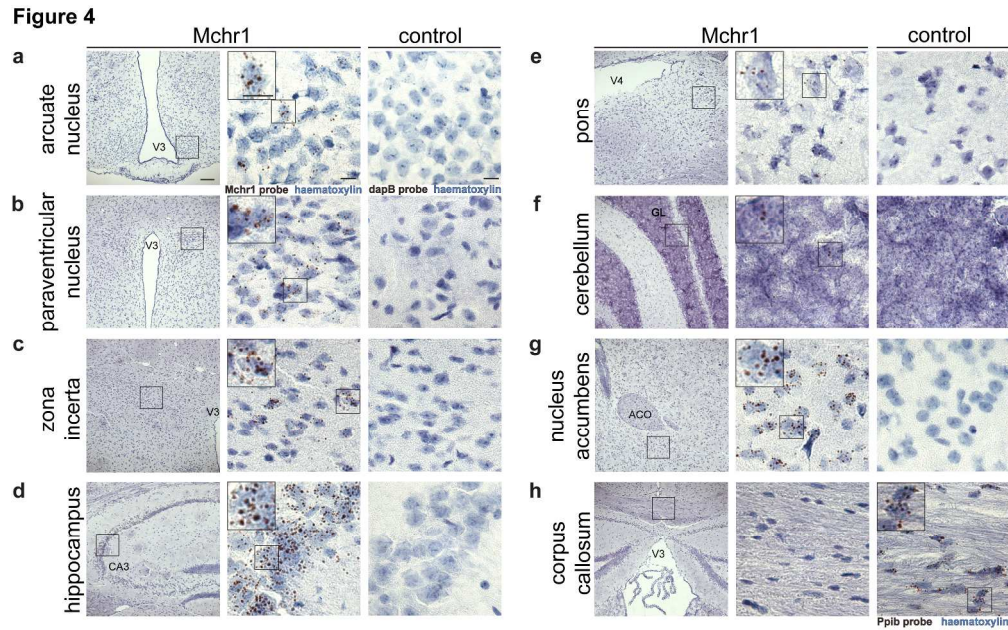 Figure 4
Mchr1
control
a
arcuate
nucleus
V3
Mchr1 probe haematoxylin
dapB probe haematoxylin
b
paraventricular
nucleus
V3
c
zona
incerta
V3
d
hippocampus
CA3
Mchr1
control
e
pons
V4
f
cerebellum
GL
g
nucleus
accumbens
ACO
h
corpus
callosum
V3
Ppib probe haematoxylin